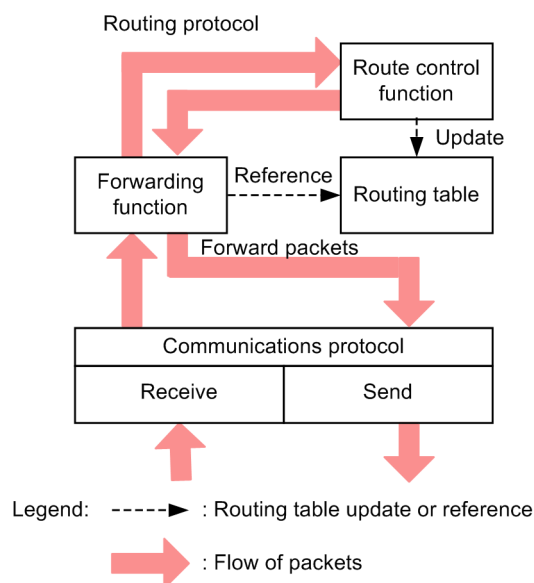 Routing protocol
Route control
function
Update
Forwarding
function
Reference
Routing table
Forward packets
Communications protocol
Receive
Send
Legend:
: Routing table update or reference
: Flow of packets